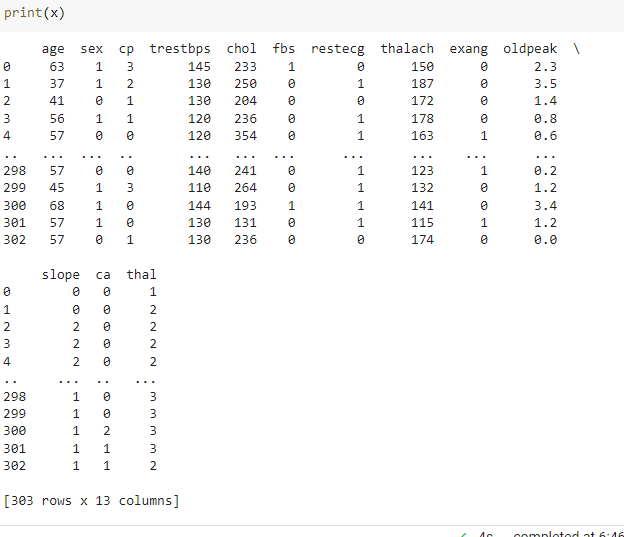 print(x)
age sex cp trestbps chol fbs restecg thalach exang oldpeak \
0 63 1 3 145 233 1 0 150 0 2.3
1 37 1 2 130 250 0 1 187 0 3.5
2 41 0 1 130 204 0 0 172 0 1.4
3 56 1 1 120 236 0 1 178 0 0.8
4 57 0 0 120 354 0 1 163 1 0.6
.. ... ... .. ... ... ... ... ... ... ...
298 57 0 0 140 241 0 1 123 1 0.2
299 45 1 3 110 264 0 1 132 0 1.2
300 68 1 0 144 193 1 1 141 0 3.4
301 57 1 0 130 131 0 1 115 1 1.2
302 57 0 1 130 236 0 0 174 0 0.0
slope ca thal
0 0 0 1
1 0 0 2
2 2 0 2
3 2 0 2
4 2 0 2
.. ... .. ...
298 1 0 3
299 1 0 3
300 1 2 3
301 1 1 3
302 1 1 2
[303 rows x 13 columns]
4s completed at 6:46